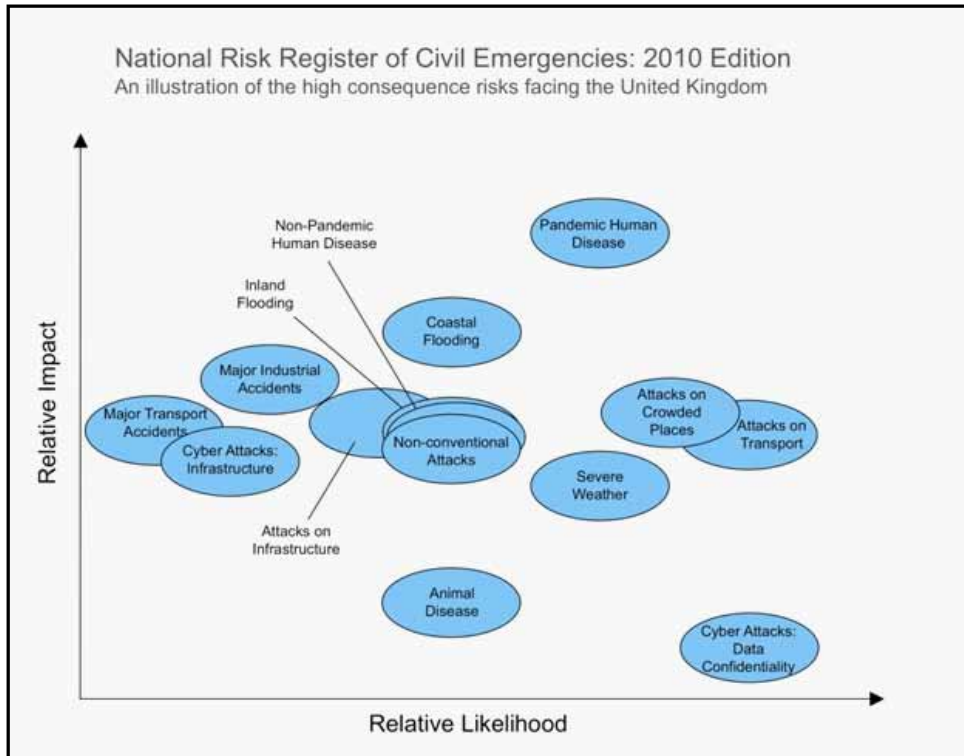 National Risk Register of Civil Emergencies: 2010 Edition
An illustration of the high consequence risks facing the United Kingdom
Pandemic Human
Disease
Non-Pandemic
Human Disease
Inland
Flooding
Coastal
Flooding
Major Industrial
Accidents
Attacks on
Crowded
Places
Major Transport
Accidents
Attacks on
Transport
Non-conventional
Attacks
Cyber Attacks:
Infrastructure
Severe
Weather
Attacks on
Infrastructure
Animal
Disease
Cyber Attacks:
Data
Confidentiality
Relative Impact
Relative Likelihood